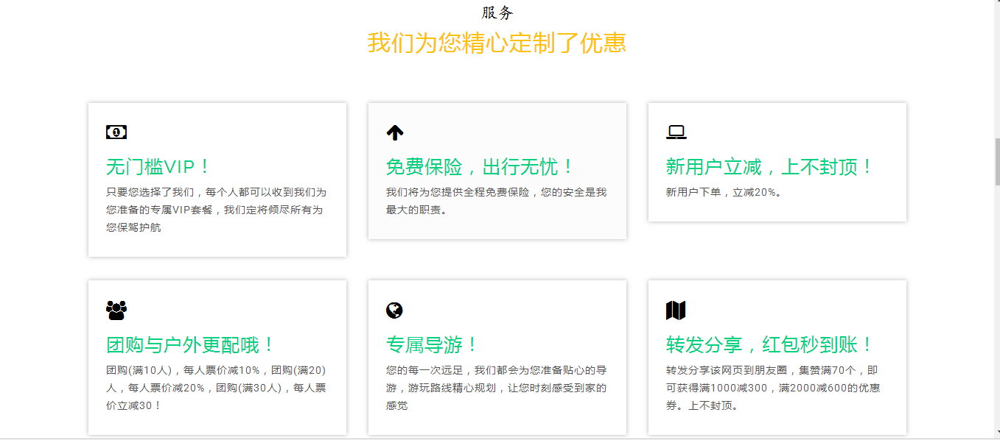 服务
我们为您精心定制了优惠
无门槛VIP！
只要您选择了我们，每个人都可以收到我们为
您准备的专属VIP套餐，我们定将倾尽所有为
您保驾护航
免费保险，出行无忧！
我们将为您提供全程免费保险，您的安全是我
最大的职责。
新用户立减，上不封顶！
新用户下单，立减20%。
团购与户外更配哦！
团购(满10人)，每人票价减10%，团购(满20)
人，每人票价减20%，团购(满30人)，每人票
价立减30！
专属导游！
您的每一次远足，我们都会为您准备贴心的导
游，游玩路线精心规划，让您时刻感受到家的
感觉
转发分享，红包秒到账！
转发分享该网页到朋友圈，集赞满70个，即
可获得满1000减300，满2000减600的优惠
券。上不封顶。